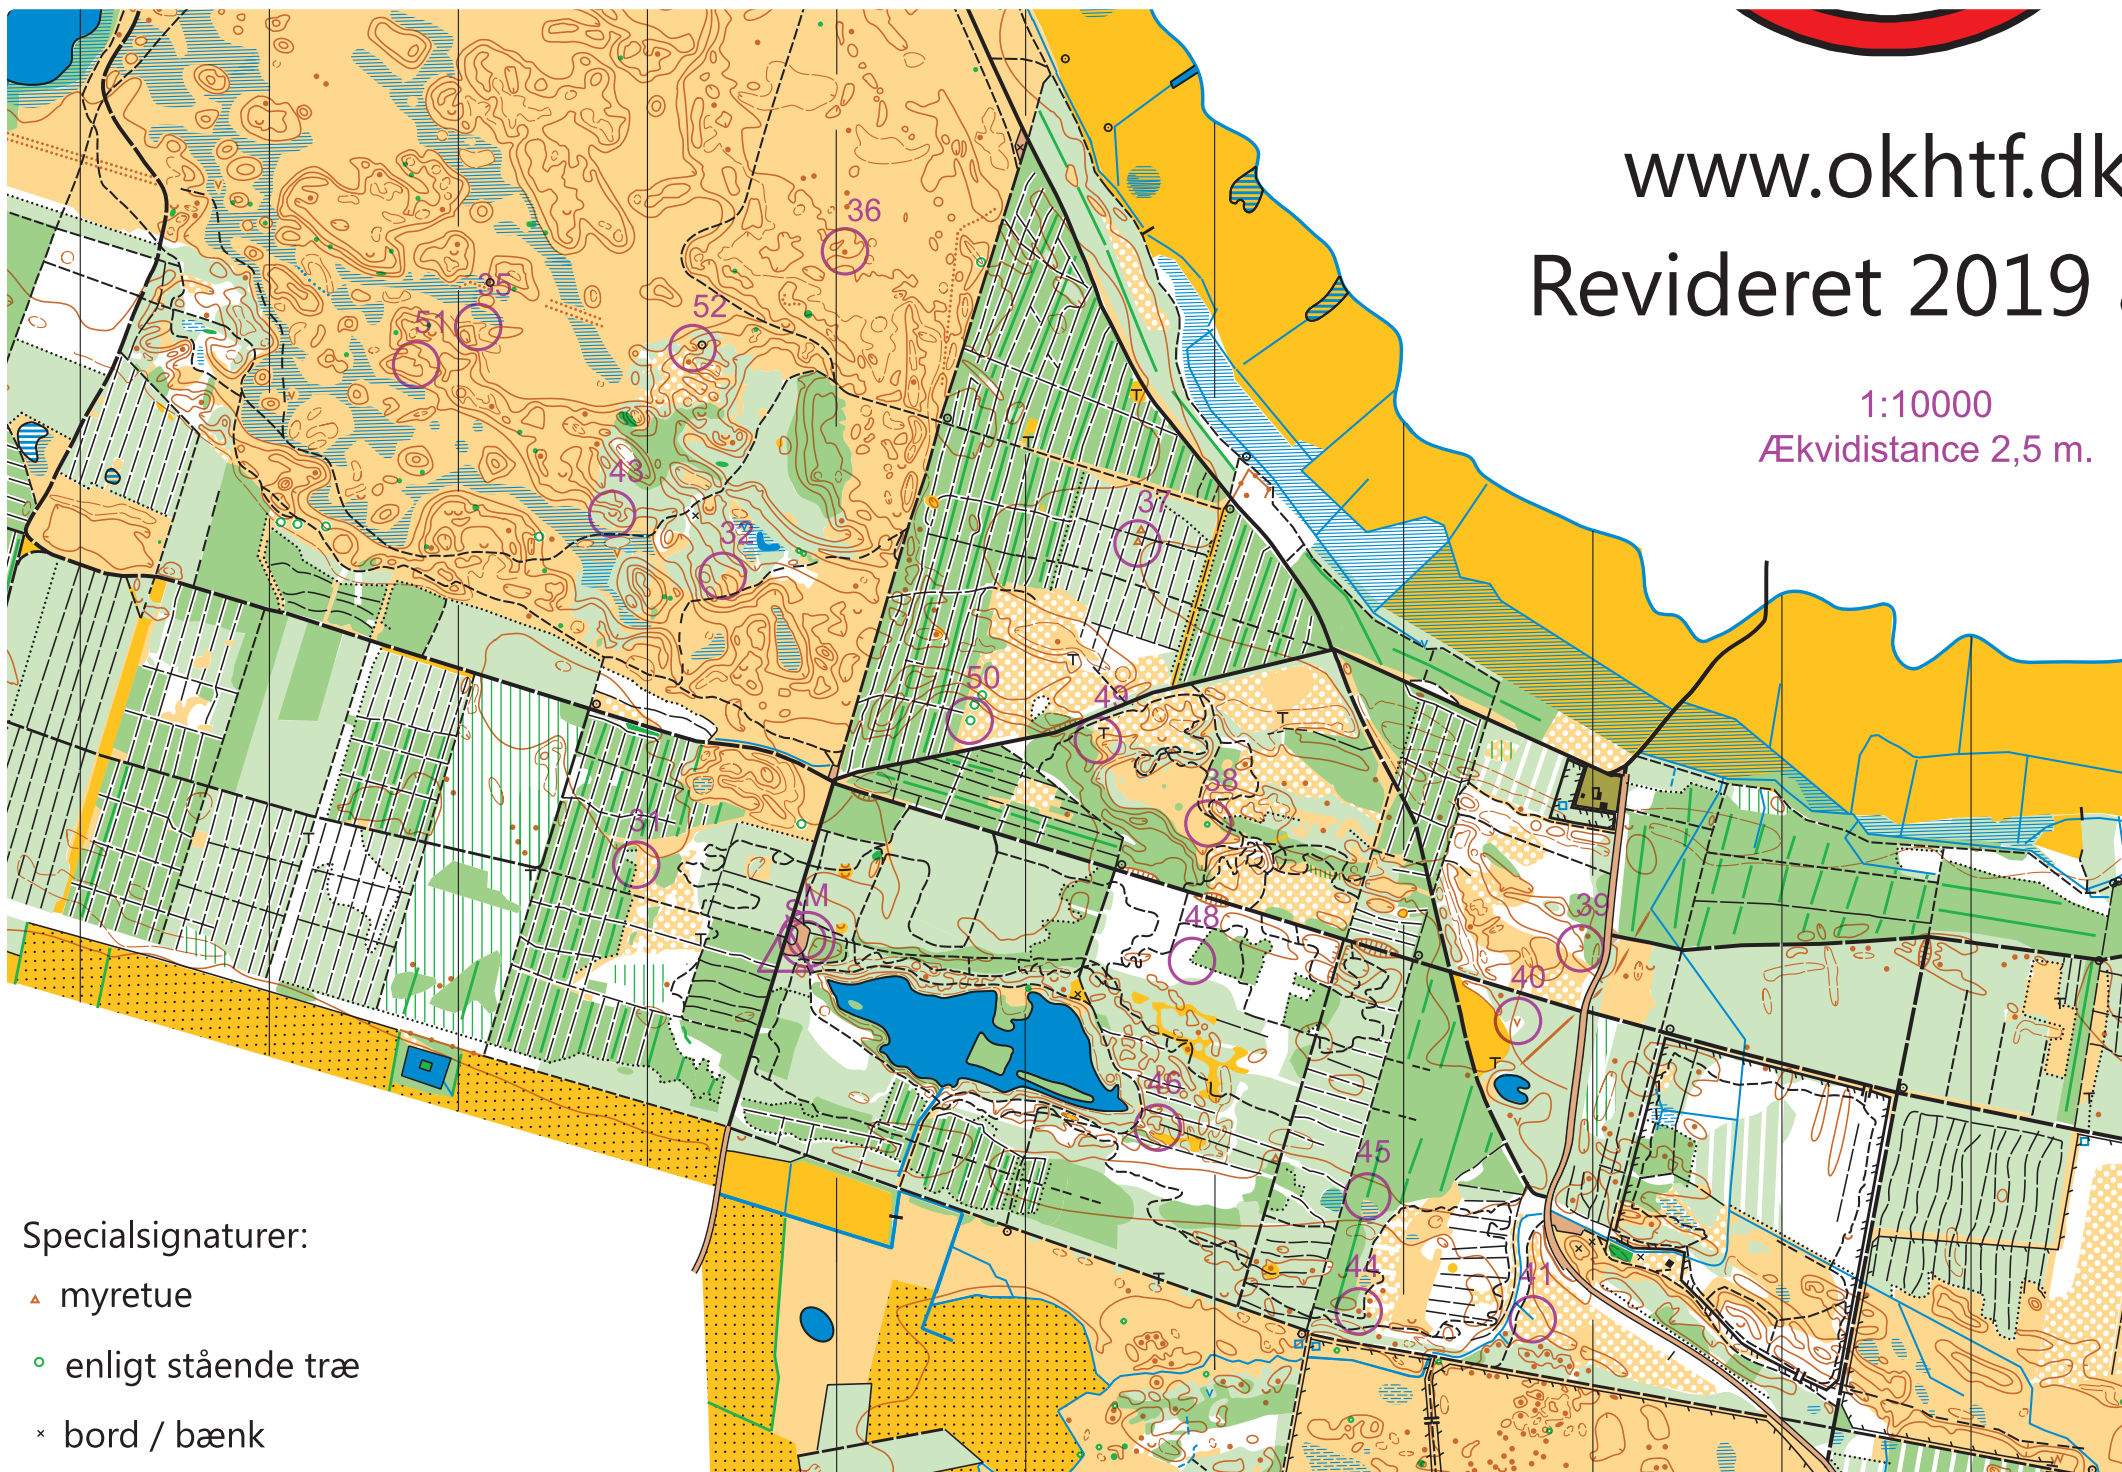 www.okhtf.dk
Revideret 2019
1:10000
Ækvidistance 2,5 m.
36
35
51
52
43
32
37
50
49
38
31
S
M
48
39
40
46
45
44
41
Specialsignaturer:
myretue
enligt stående træ
bord / bænk